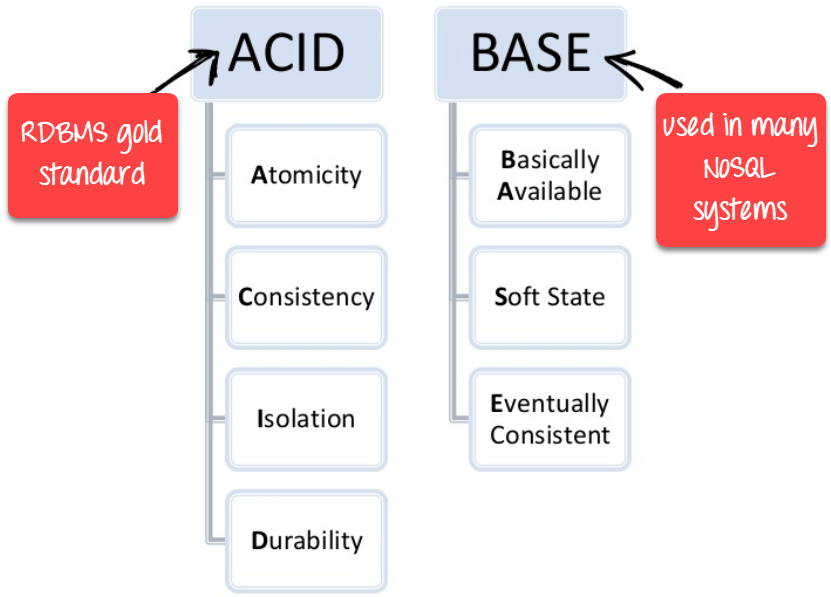 ACID
BASE
RDBMS gold
standard
used in many
NOSQL
systems
Atomicity
Consistency
Isolation
Durability
Basically
Available
Soft State
Eventually
Consistent